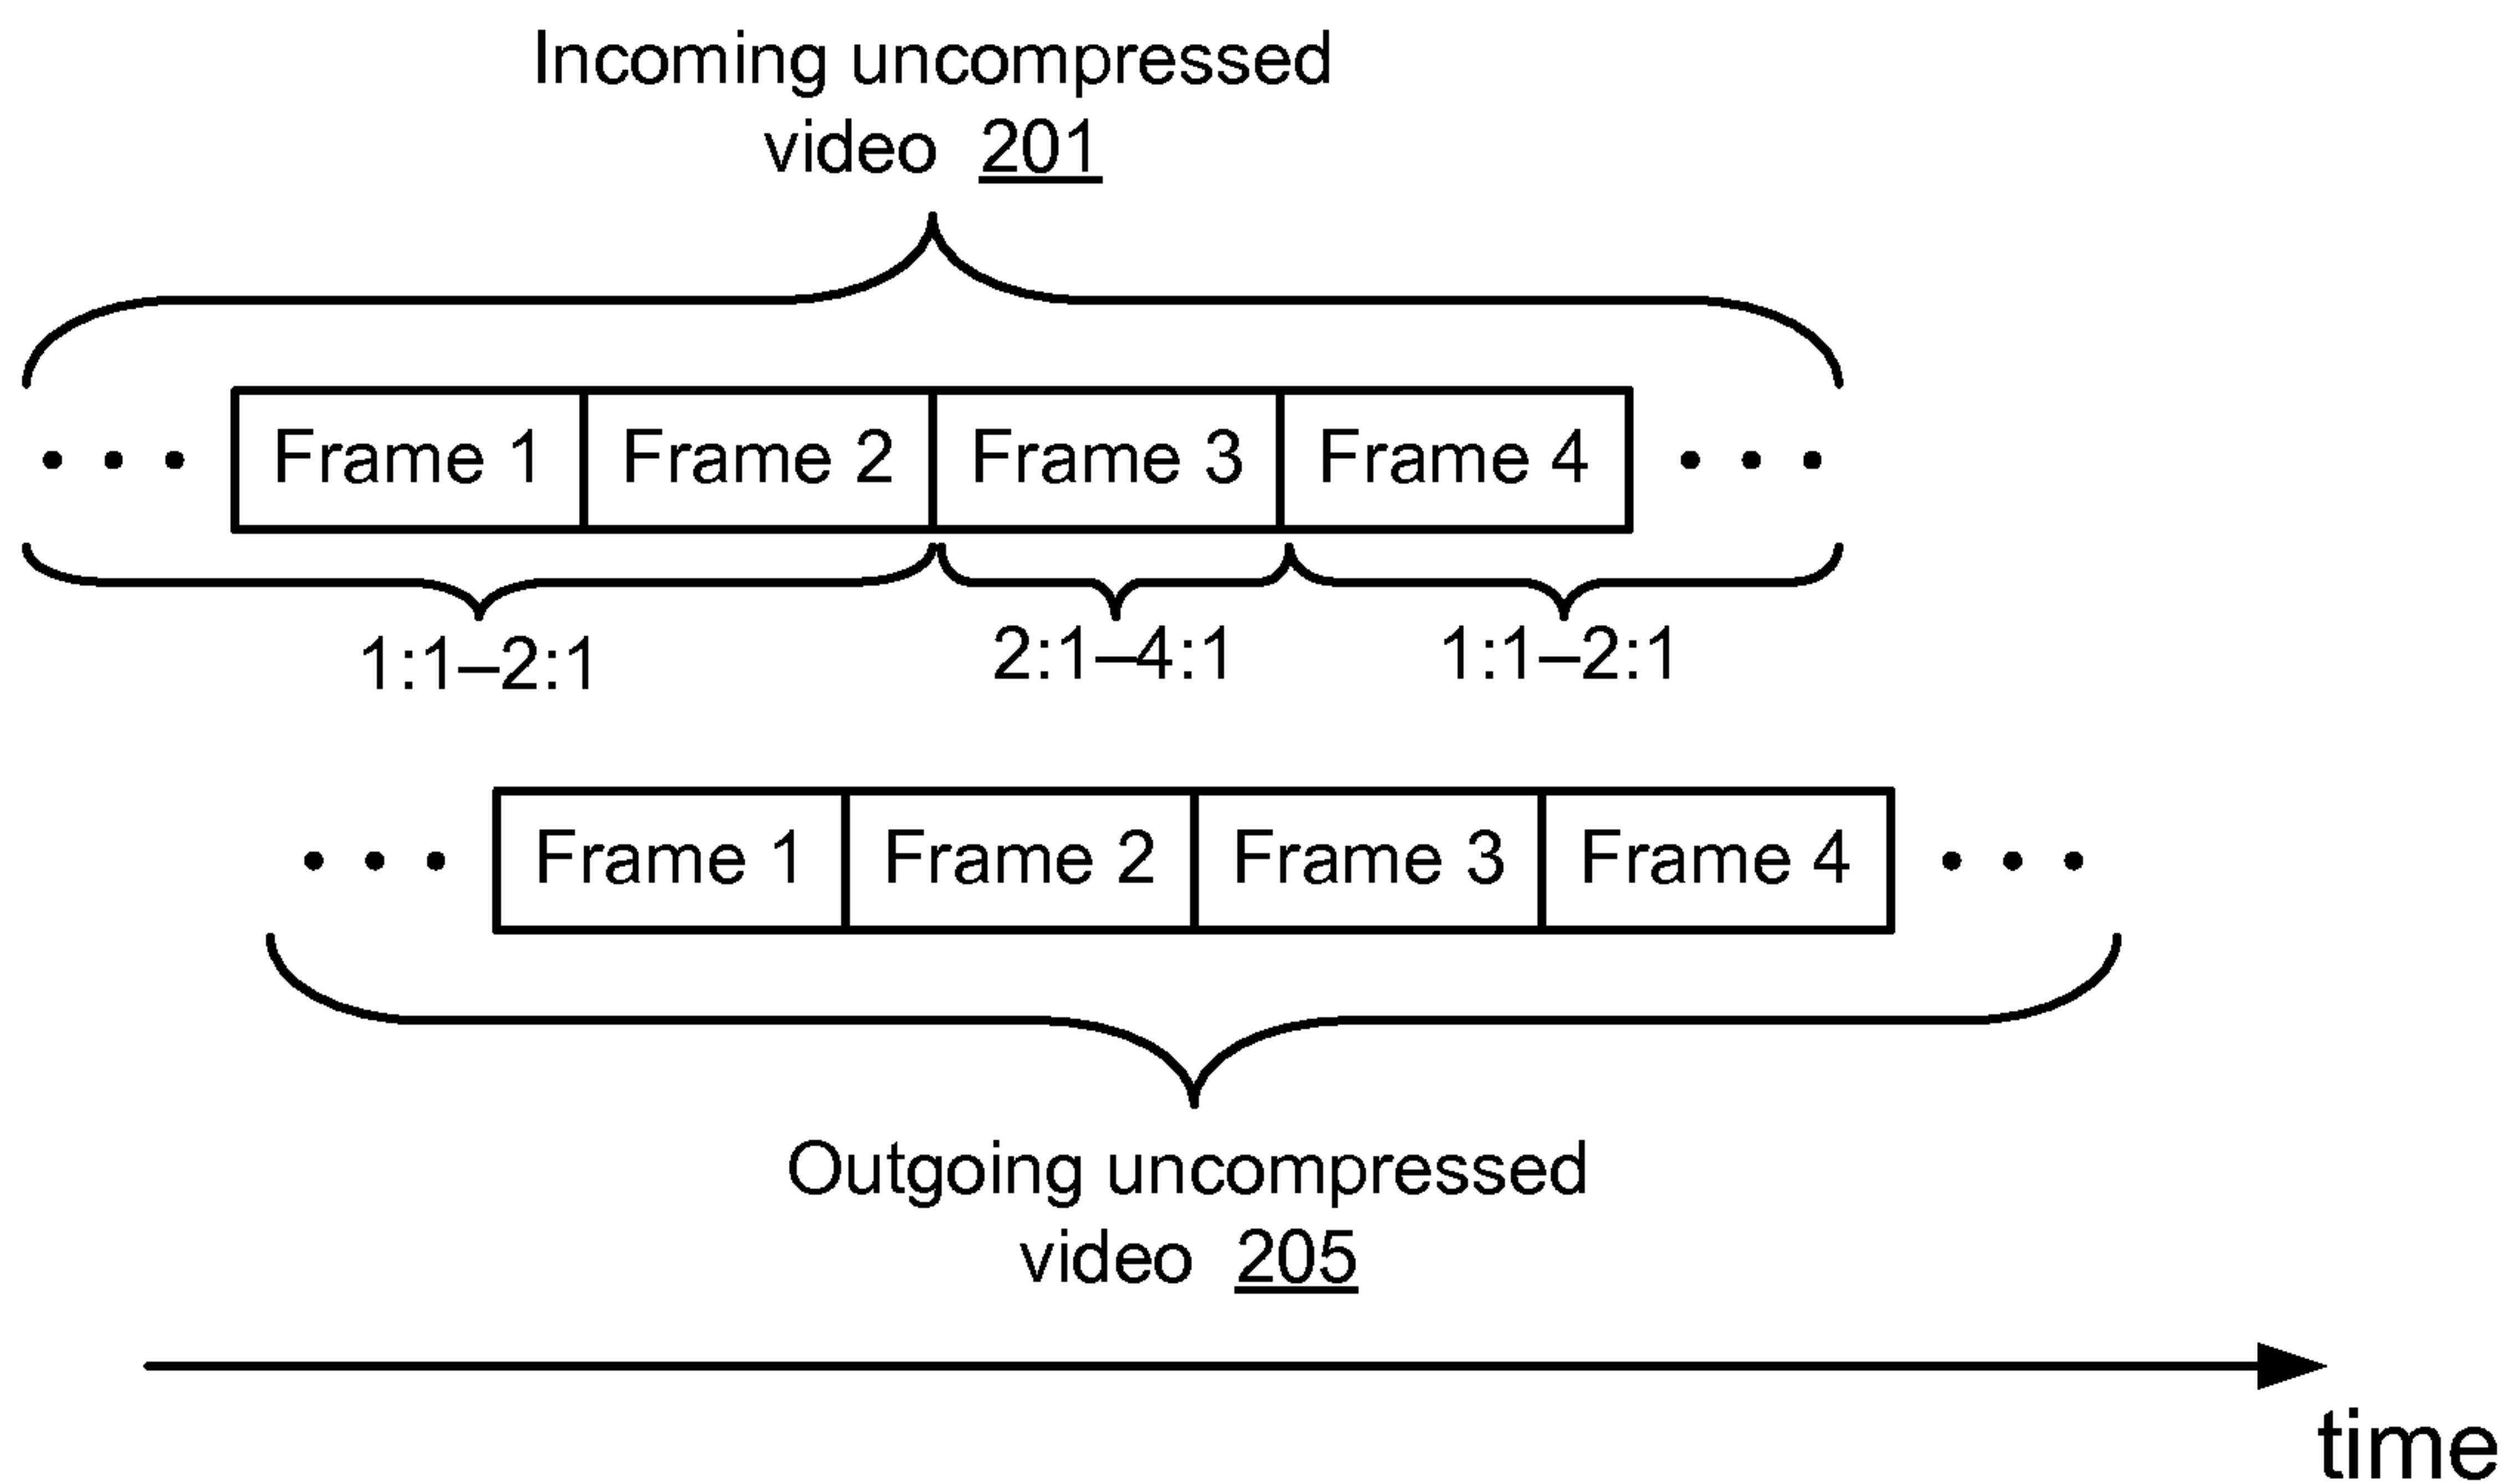 Incoming uncompressed
video 201
Frame 1 Frame 2 Frame 3 Frame 4
1:1–2:1 2:1–4:1 1:1–2:1
Frame 1 Frame 2 Frame 3 Frame 4
Outgoing uncompressed
video 205
time